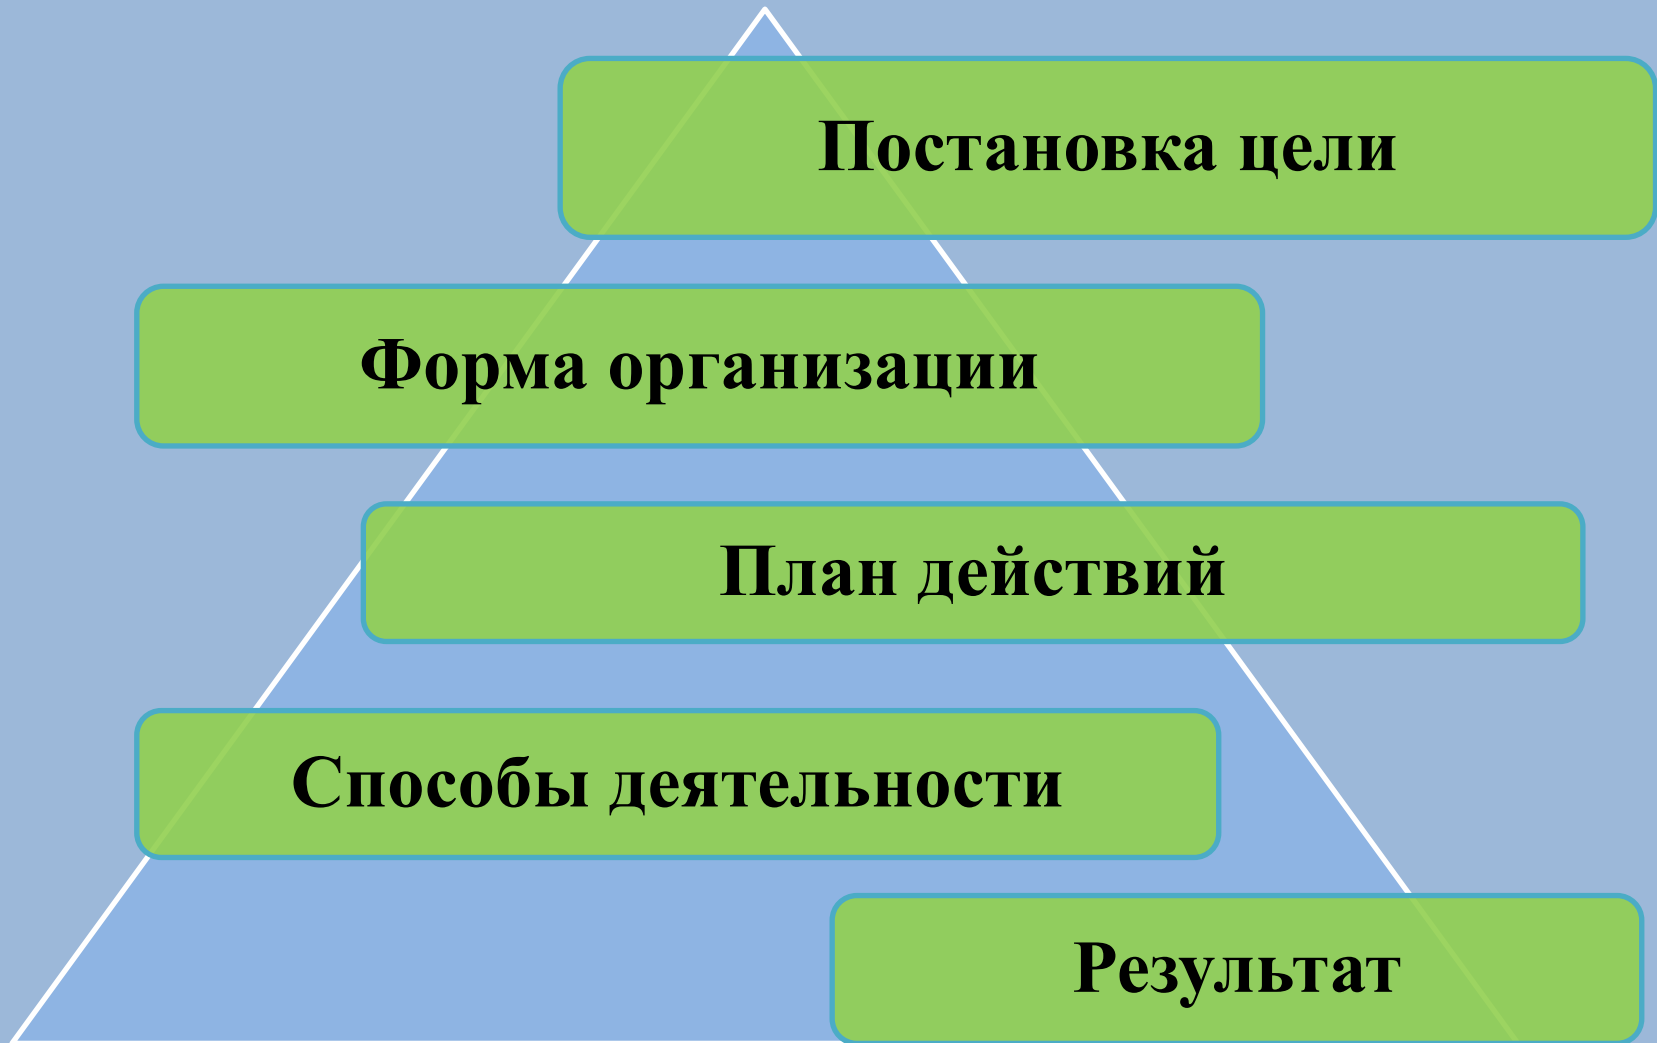 Постановка цели
Форма организации
План действий
Способы деятельности
Результат